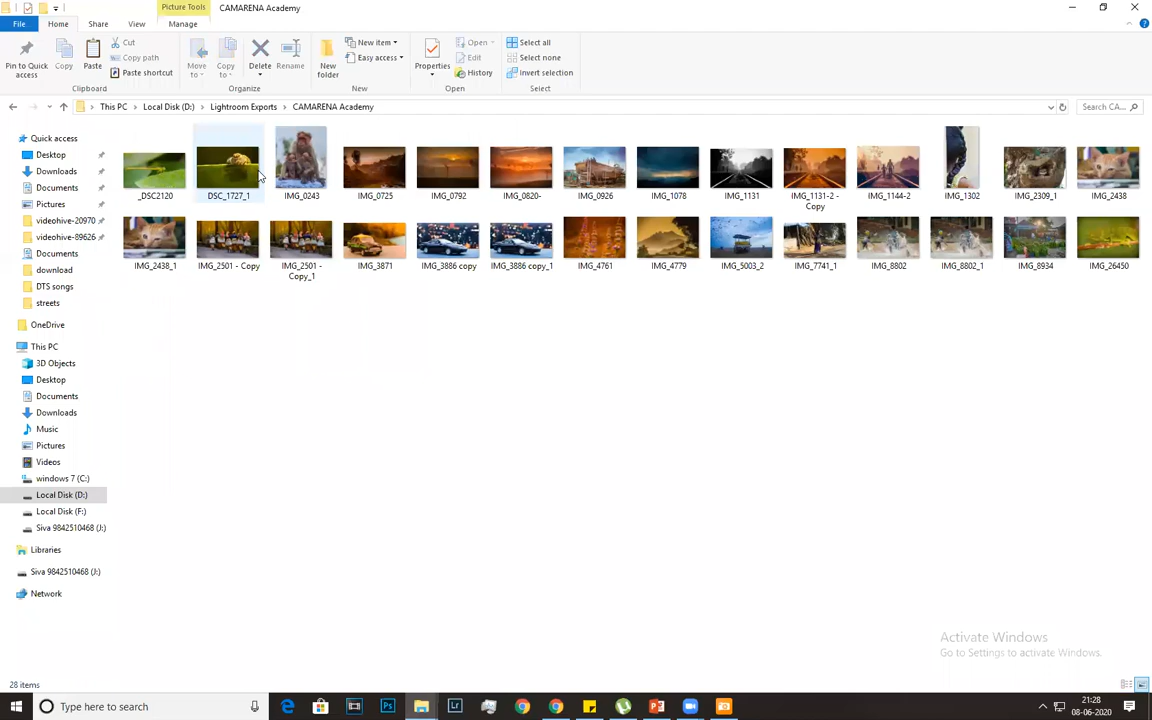 Picture Tools
CAMARENA Academy
File
Home
Share
View
Manage
Pin to Quick access
Copy
Paste
Cut
Copy path
Paste shortcut
Clipboard
Move to
Copy to
Delete
Rename
Organize
New folder
New item
Easy access
New
Properties
Open
Edit
History
Open
Select all
Select none
Invert selection
Select
This PC
Local Disk (D:)
Lightroom Exports
CAMARENA Academy
Search CA...
Quick access
Desktop
Downloads
Documents
Pictures
videohive-20970
videohive-89626
Documents
download
DTS songs
streets
OneDrive
This PC
3D Objects
Desktop
Documents
Downloads
Music
Pictures
Videos
windows 7 (C:)
Local Disk (D:)
Local Disk (F:)
Siva 9842510468 (J:)
Libraries
Siva 9842510468 (J:)
Network
_DSC2120
DSC_1727_1
IMG_0243
IMG_0725
IMG_0792
IMG_0820-
IMG_0926
IMG_1078
IMG_1131
IMG_1131-2 - Copy
IMG_1144-2
IMG_1302
IMG_2309_1
IMG_2438
IMG_2438_1
IMG_2501 - Copy
IMG_2501 - Copy_1
IMG_3871
IMG_3886 copy
IMG_3886 copy_1
IMG_4761
IMG_4779
IMG_5003_2
IMG_7741_1
IMG_8802
IMG_8802_1
IMG_8934
IMG_26450
Activate Windows
Go to Settings to activate Windows.
28 items
Type here to search
Ps
Lr
21:28
08-06-2020